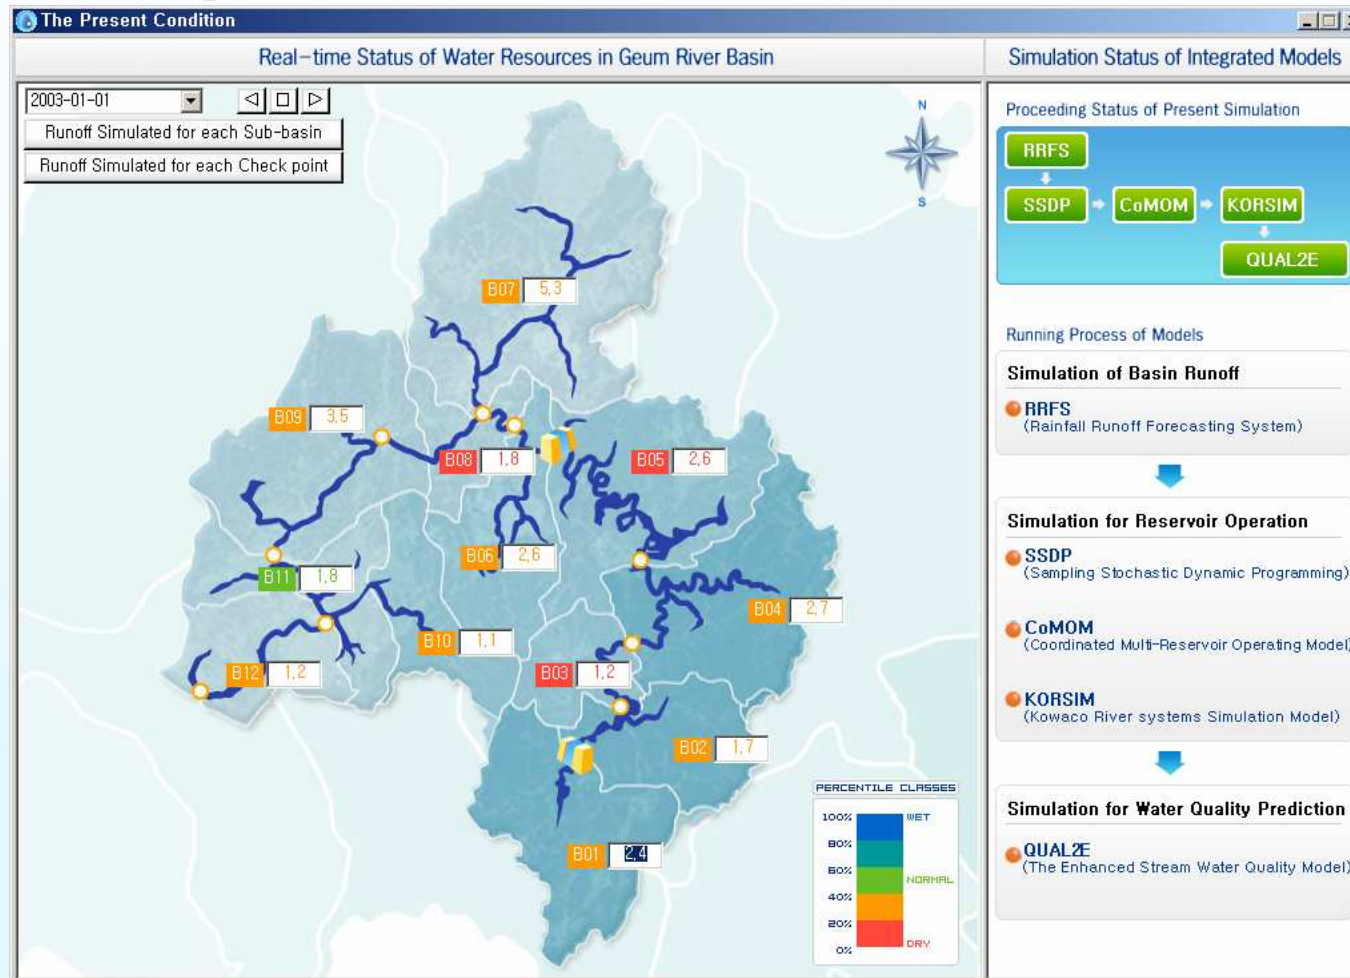 The Present Condition
Real-time Status of Water Resources in Geum River Basin
Simulation Status of Integrated Models
2003-01-01
Runoff Simulated for each Sub-basin
Runoff Simulated for each Check point
N
S
B07 5,3
B09 3,5
B08 1,8
B05 2,6
B06 2,6
B11 1,8
B04 2,7
B10 1,1
B12 1,2
B03 1,2
B02 1,7
B01 2,4
PERCENTILE CLASSES
100% WET
80%
60%
NORMAL
40%
20%
DRY
0%
Proceeding Status of Present Simulation
RRFS
SSDP CoMOM KORSIM
QUAL2E
Running Process of Models
Simulation of Basin Runoff
RRFS
(Rainfall Runoff Forecasting System)
Simulation for Reservoir Operation
SSDP
(Sampling Stochastic Dynamic Programming)
CoMOM
(Coordinated Multi-Reservoir Operating Model)
KORSIM
(Kowaco River systems Simulation Model)
Simulation for Water Quality Prediction
QUAL2E
(The Enhanced Stream Water Quality Model)